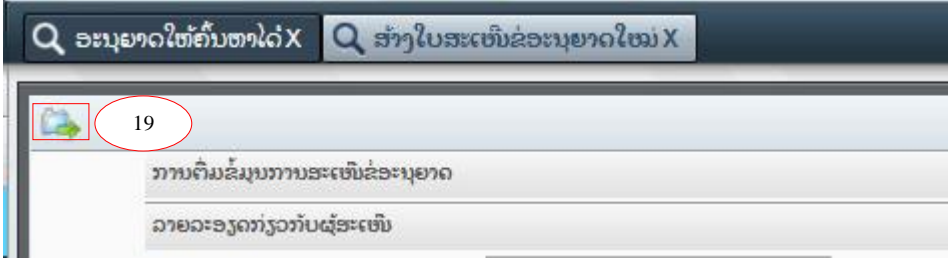 ອະນຸຍາດໃຫ້ຄົ້ນຫາໄດ້ X ສ້າງໃບສະເໜີຂໍອະນຸຍາດໃໝ່ X
19
ການຕື່ມຂໍ້ມູນການສະເໜີຂໍອະນຸຍາດ
ລາຍລະອຽດກ່ຽວກັບຜູ້ສະເໜີ